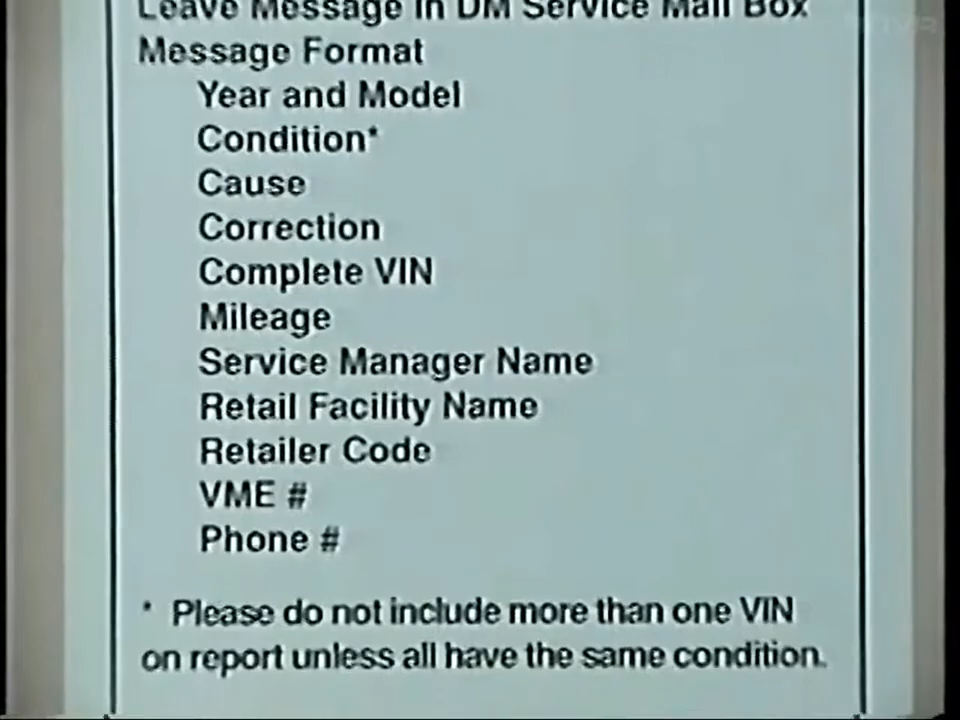 Leave Message in DM Service Mail Box
Message Format
Year and Model
Condition*
Cause
Correction
Complete VIN
Mileage
Service Manager Name
Retail Facility Name
Retailer Code
VME #
Phone #
* Please do not include more than one VIN
on report unless all have the same condition.